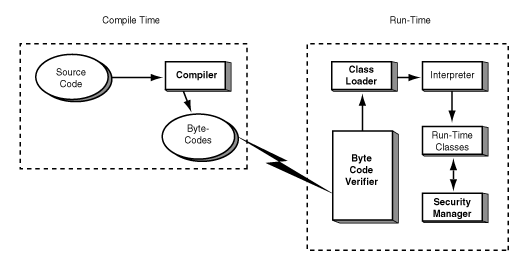 Compile Time
Run-Time
Source
Code
Compiler
Byte-
Codes
Class
Loader
Interpreter
Byte
Code
Verifier
Run-Time
Classes
Security
Manager